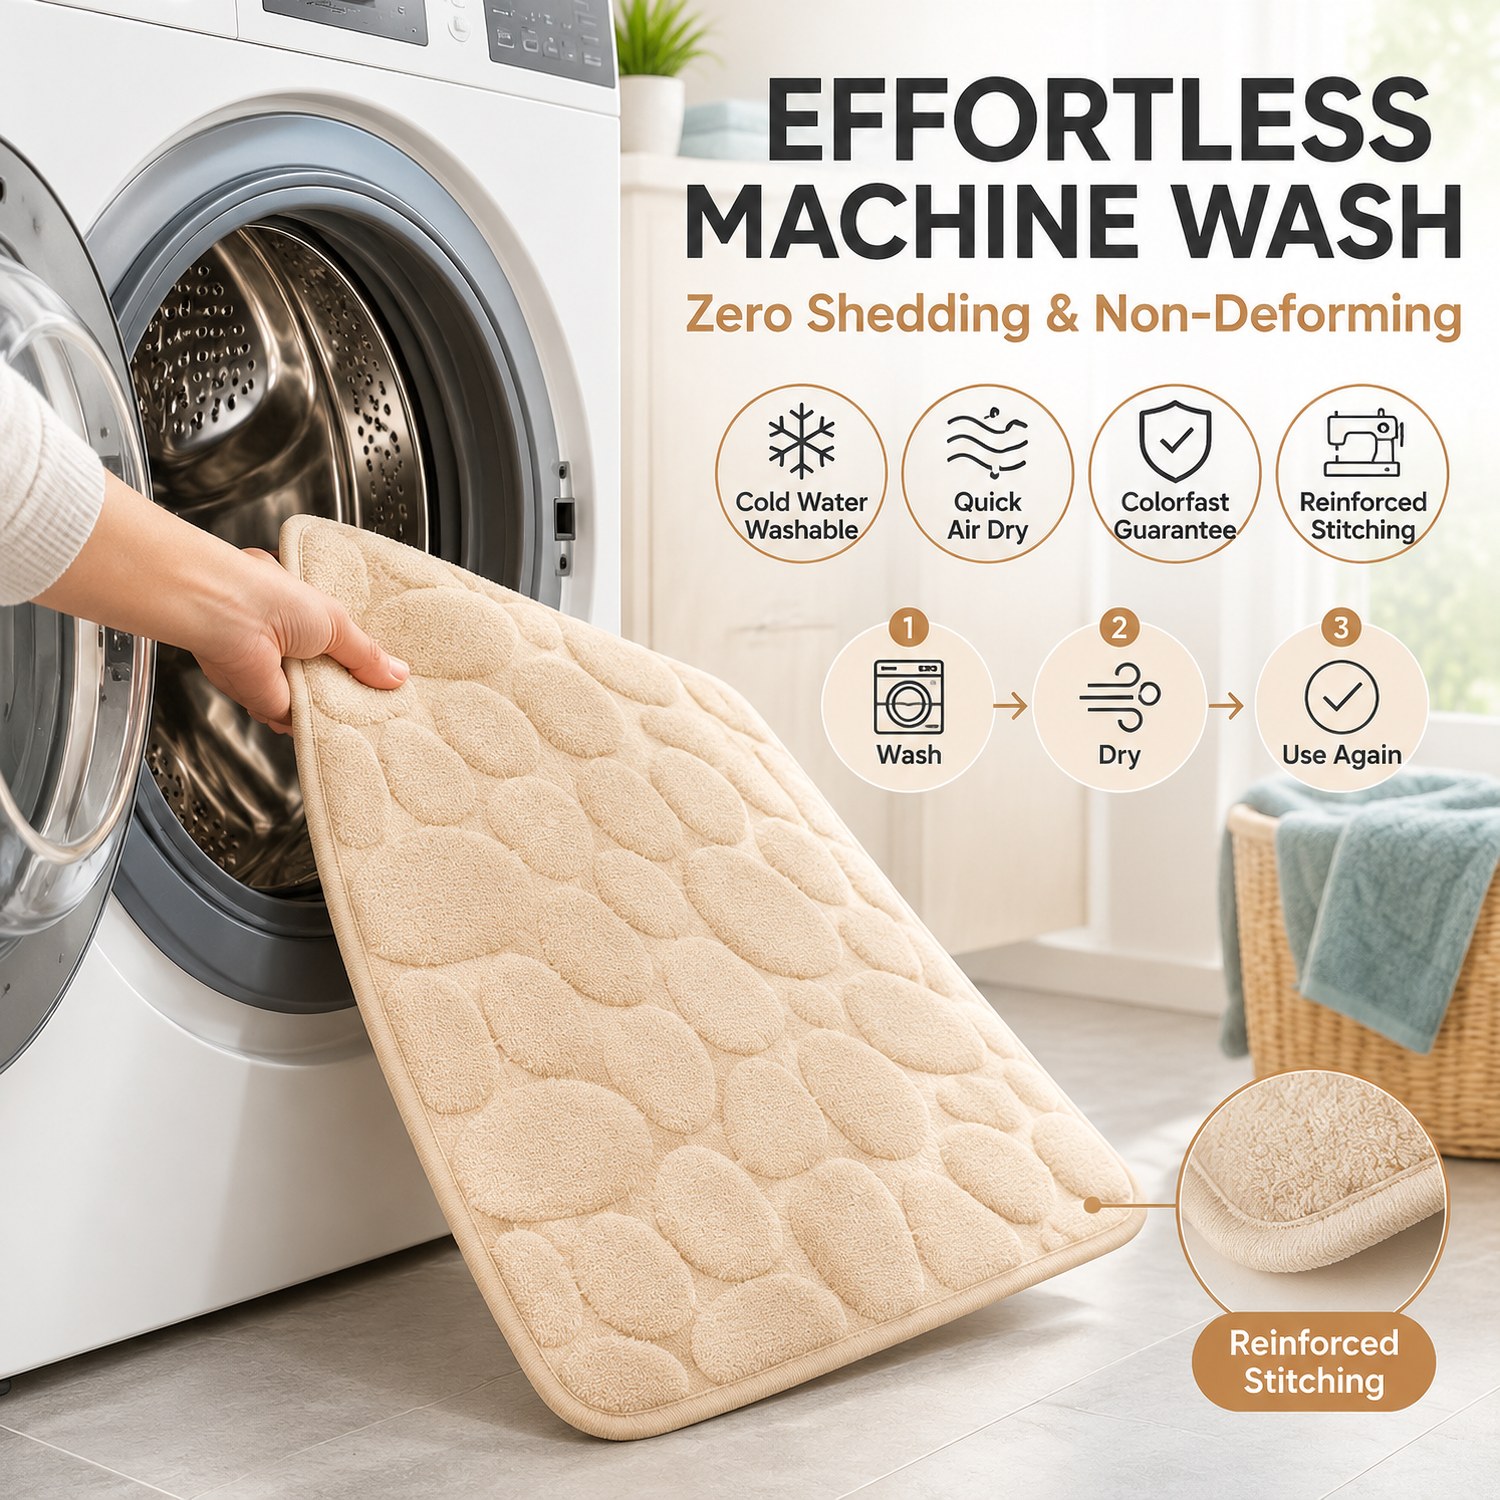 EFFORTLESS
MACHINE WASH
Zero Shedding & Non-Deforming
Cold Water
Washable
Quick
Air Dry
Colorfast
Guarantee
Reinforced
Stitching
1
2
3
Wash
Dry
Use Again
Reinforced
Stitching